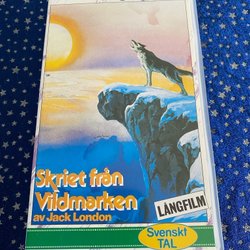 Skriet från
Vildmarken
av Jack London
LÅNGFILM
Svenskt
TAL